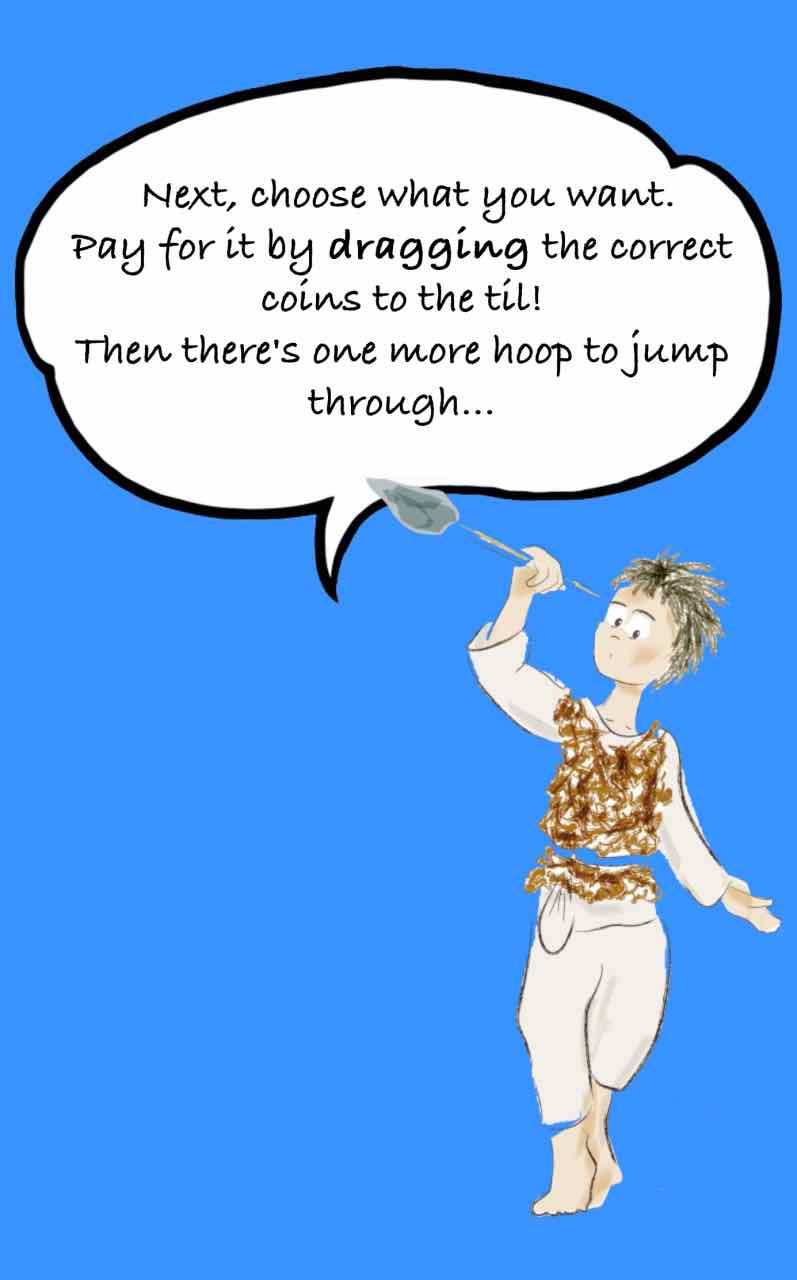 Next, choose what you want.
Pay for it by dragging the correct
coins to the til!
Then there's one more hoop to jump
through...